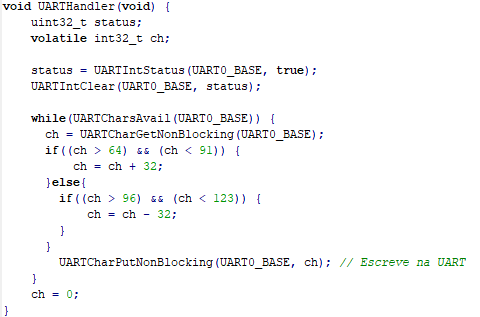 void UARTHandler(void) {
    uint32_t status;
    volatile int32_t ch;

    status = UARTIntStatus(UART0_BASE, true);
    UARTIntClear(UART0_BASE, status);

    while(UARTCharsAvail(UART0_BASE)) {
      ch = UARTCharGetNonBlocking(UART0_BASE);
      if((ch > 64) && (ch < 91)) {
          ch = ch + 32;
      }else{
        if((ch > 96) && (ch < 123)) {
            ch = ch - 32;
        }
      }
        UARTCharPutNonBlocking(UART0_BASE, ch); // Escreve na UART
    }
    ch = 0;
}